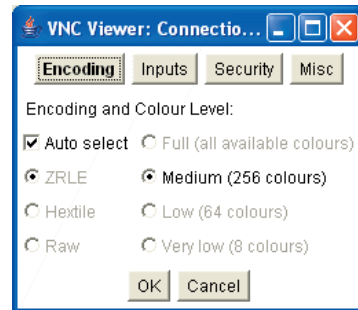 VNC Viewer: Connectio...
Encoding Inputs Security Misc
Encoding and Colour Level:
Auto select Full (all available colours)
ZRLE Medium (256 colours)
Hextile Low (64 colours)
Raw Very low (8 colours)
OK Cancel